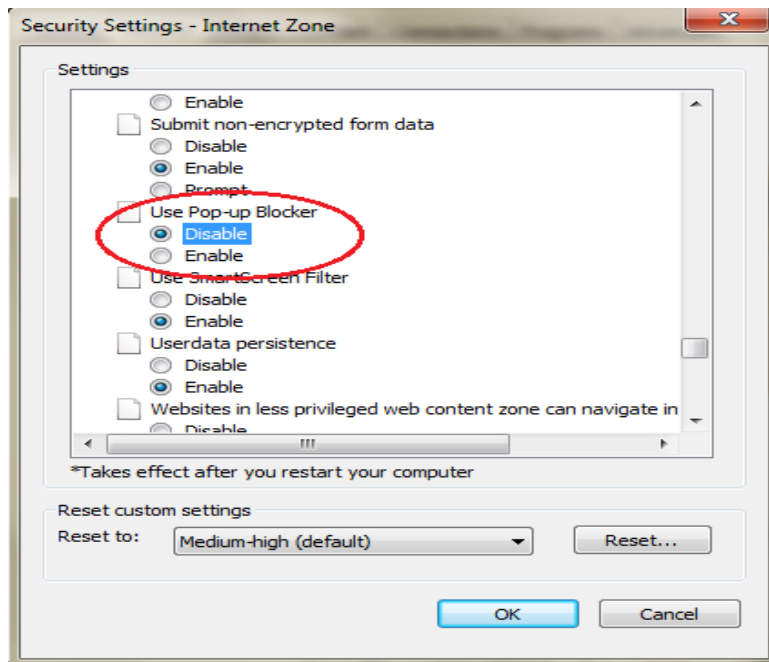 Security Settings - Internet Zone
Settings
Enable
Submit non-encrypted form data
Disable
Enable
Prompt
Use Pop-up Blocker
Disable
Enable
Use SmartScreen Filter
Disable
Enable
Userdata persistence
Disable
Enable
Websites in less privileged web content zone can navigate in
Disable
*Takes effect after you restart your computer
Reset custom settings
Reset to:
Medium-high (default)
Reset...
OK
Cancel